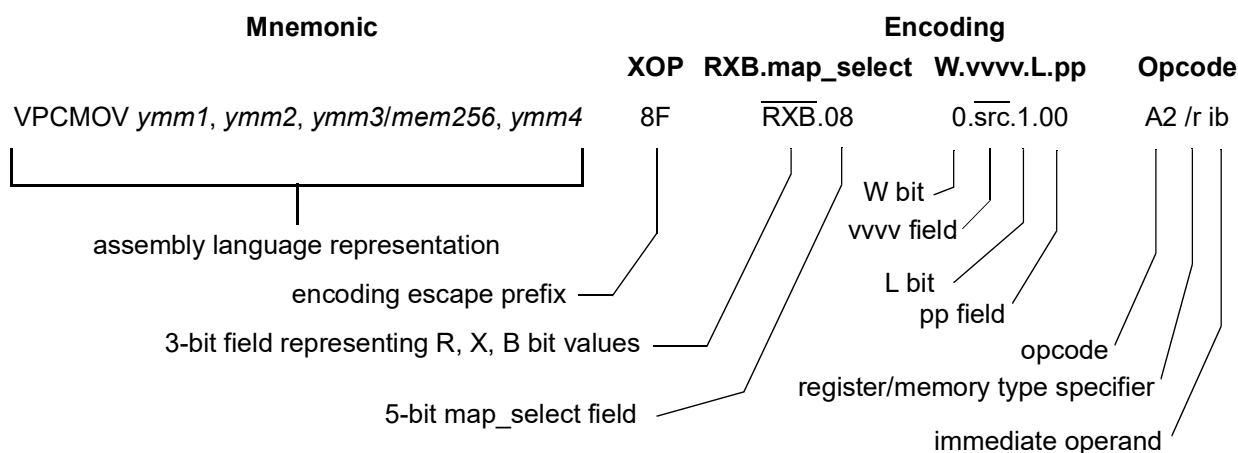 Mnemonic Encoding
XOP RXB.map_select W.vvvv.L.pp Opcode
VPCMOV ymm1, ymm2, ymm3/mem256, ymm4 8F R̅X̅B̅.08 0.s̅r̅c̅.1.00 A2 /r ib
W bit
vvvv field
assembly language representation
L bit
encoding escape prefix
pp field
3-bit field representing R, X, B bit values
opcode
register/memory type specifier
5-bit map_select field
immediate operand